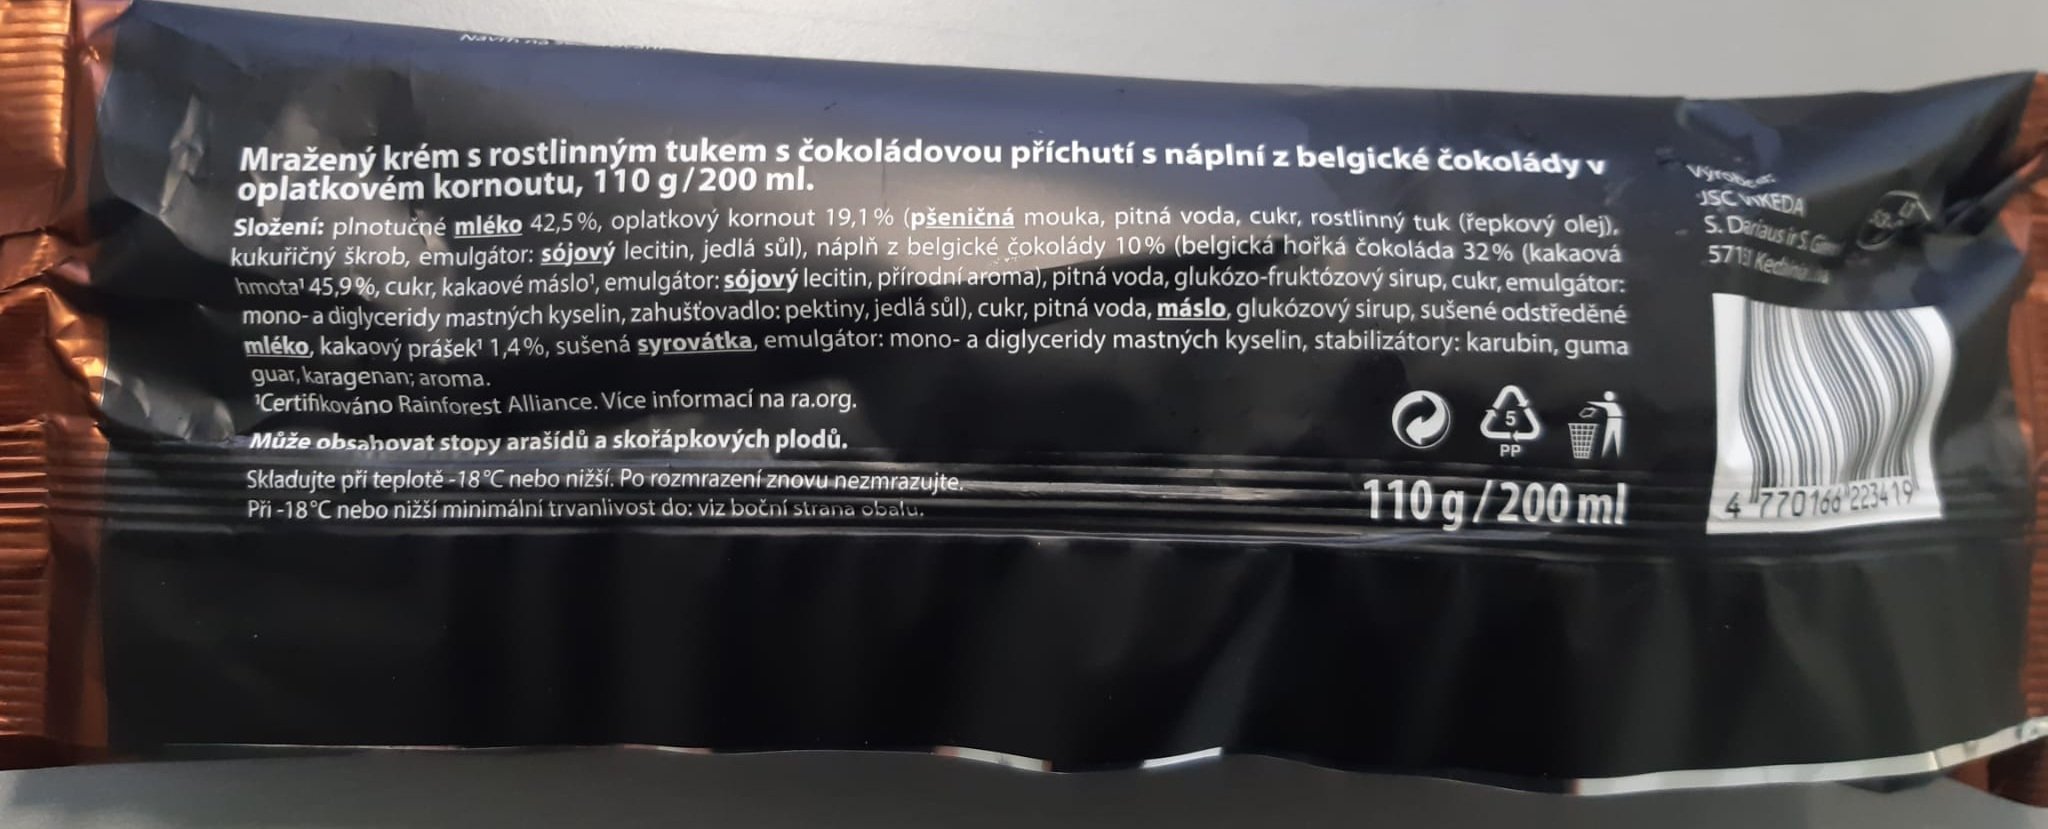 Mražený krém s rostlinným tukem s čokoládovou příchutí s náplní z belgické čokolády v
oplatkovém kornoutu, 110 g/200 ml.
Složení: plnotučné mléko 42,5%, oplatkový kornout 19,1% (pšeničná mouka, pitná voda, cukr, rostlinný tuk (řepkový olej),
kukuřičný škrob, emulgátor: sójový lecitin, jedlá sůl), náplň z belgické čokolády 10% (belgická hořká čokoláda 32% (kakaová
hmota¹ 45,9%, cukr, kakaové máslo¹, emulgátor: sójový lecitin, přírodní aroma), pitná voda, glukózo-fruktózový sirup, cukr, emulgátor:
mono- a diglyceridy mastných kyselin, zahušťovadlo: pektiny, jedlá sůl), cukr, pitná voda, máslo, glukózový sirup, sušené odstředěné
mléko, kakaový prášek¹ 1,4%, sušená syrovátka, emulgátor: mono- a diglyceridy mastných kyselin, stabilizátory: karubin, guma
guar, karagenan; aroma.
¹Certifikováno Rainforest Alliance. Více informací na ra.org.
Může obsahovat stopy arašídů a skořápkových plodů.
Skladujte při teplotě -18°C nebo nižší. Po rozmrazení znovu nezmrazujte.
Při -18°C nebo nižší minimální trvanlivost do: viz boční strana obalu.
5
PP
110 g/200 ml
JSC VIKEDA
S. Dariaus ir S.
4 770166 223419